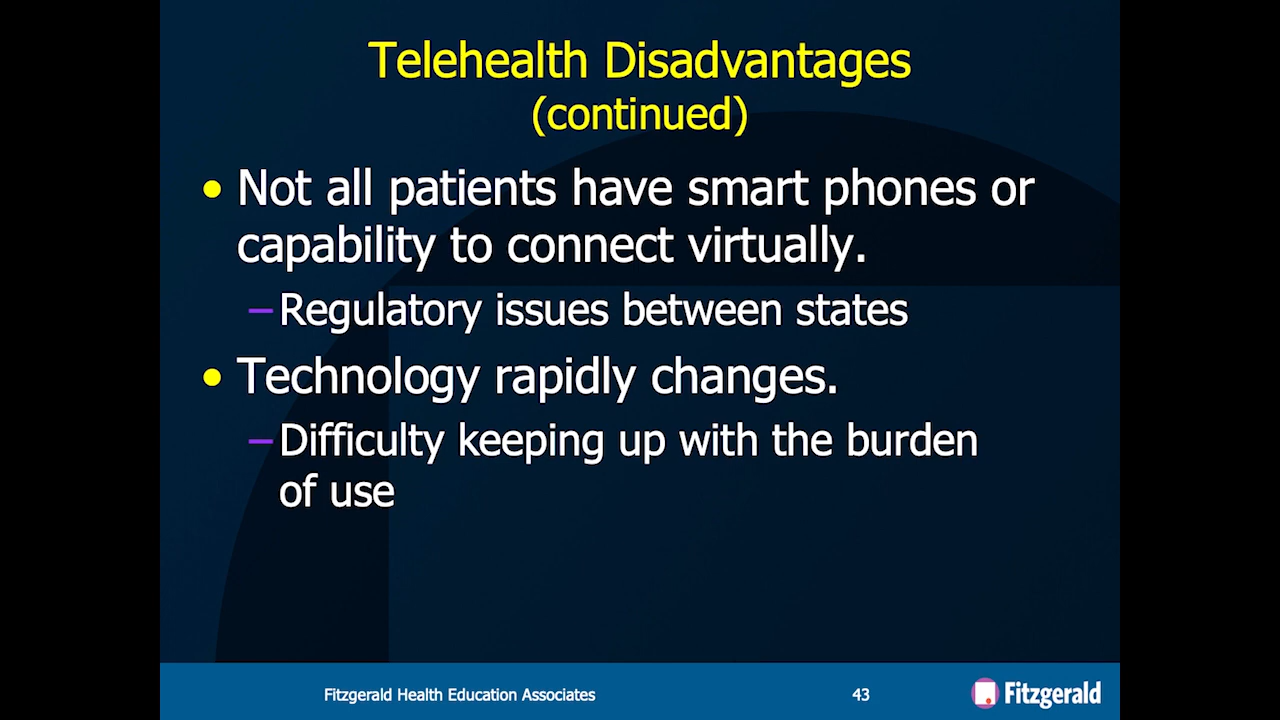 Telehealth Disadvantages
(continued)
• Not all patients have smart phones or
capability to connect virtually.
–Regulatory issues between states
• Technology rapidly changes.
–Difficulty keeping up with the burden
of use
Fitzgerald Health Education Associates
43
Fitzgerald